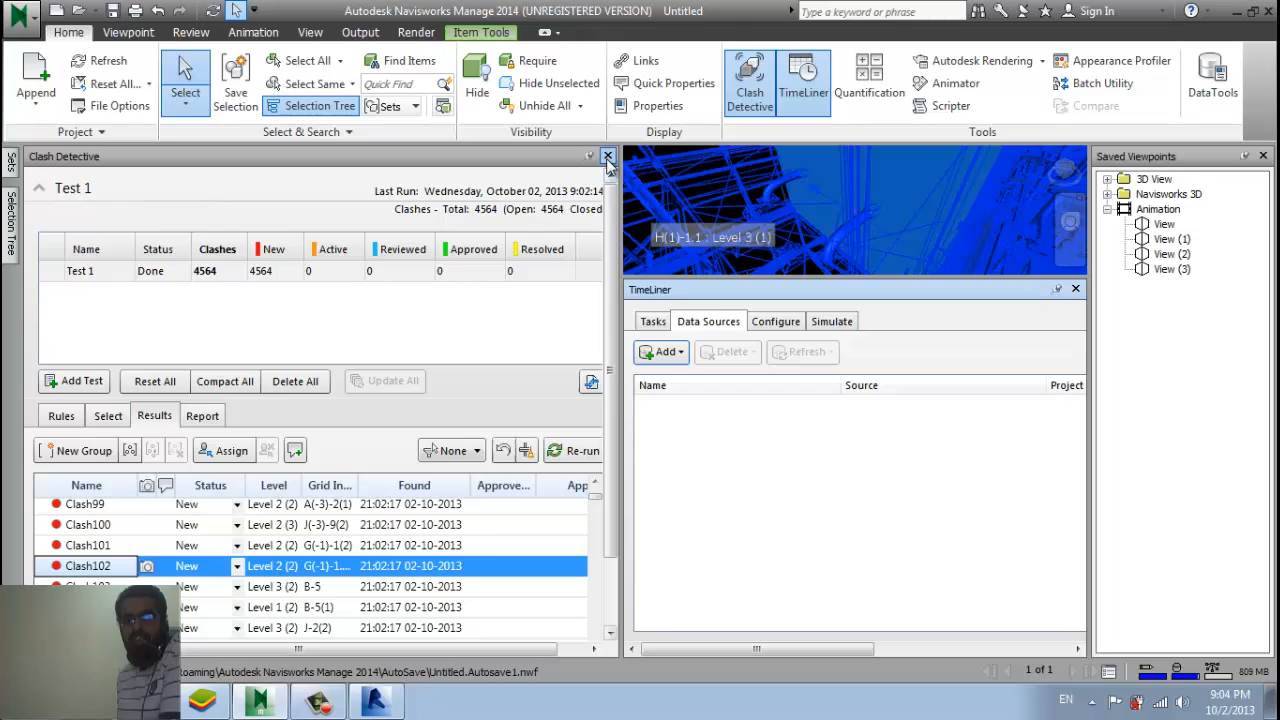 Autodesk Navisworks Manage 2014 (UNREGISTERED VERSION) Untitled
Type a keyword or phrase
Sign In
Home Viewpoint Review Animation View Output Render Item Tools
Append
Refresh
Reset All...
File Options
Project
Select
Save Selection
Select All
Select Same
Selection Tree
Find Items
Quick Find
Sets
Select & Search
Hide
Require
Hide Unselected
Unhide All
Visibility
Links
Quick Properties
Properties
Display
Clash Detective
TimeLiner
Quantification
Autodesk Rendering
Animator
Scripter
Appearance Profiler
Batch Utility
Compare
DataTools
Tools
Sets
Selection Tree
Clash Detective
Test 1
Last Run: Wednesday, October 02, 2013 9:02:14
Clashes - Total: 4564 (Open: 4564 Closed
Name Status Clashes New Active Reviewed Approved Resolved
Test 1 Done 4564 4564 0 0 0 0
Add Test Reset All Compact All Delete All Update All
Rules Select Results Report
New Group Assign None Re-run
Name Status Level Grid In... Found Approve... App
Clash99 New Level 2 (2) A(-3)-2(1) 21:02:17 02-10-2013
Clash100 New Level 2 (3) J(-3)-9(2) 21:02:17 02-10-2013
Clash101 New Level 2 (2) G(-1)-1(2) 21:02:17 02-10-2013
Clash102 New Level 2 (2) G(-1)-1.... 21:02:17 02-10-2013
New Level 3 (2) B-5 21:02:17 02-10-2013
New Level 1 (2) B-5(1) 21:02:17 02-10-2013
New Level 3 (2) J-2(2) 21:02:17 02-10-2013
H(1)-1.1 : Level 3 (1)
TimeLiner
Tasks Data Sources Configure Simulate
Add Delete Refresh
Name Source Project
Saved Viewpoints
3D View
Navisworks 3D
Animation
View
View (1)
View (2)
View (3)
oaming\Autodesk Navisworks Manage 2014\AutoSave\Untitled.Autosave1.nwf
1 of 1
809 MB
EN
9:04 PM
10/2/2013